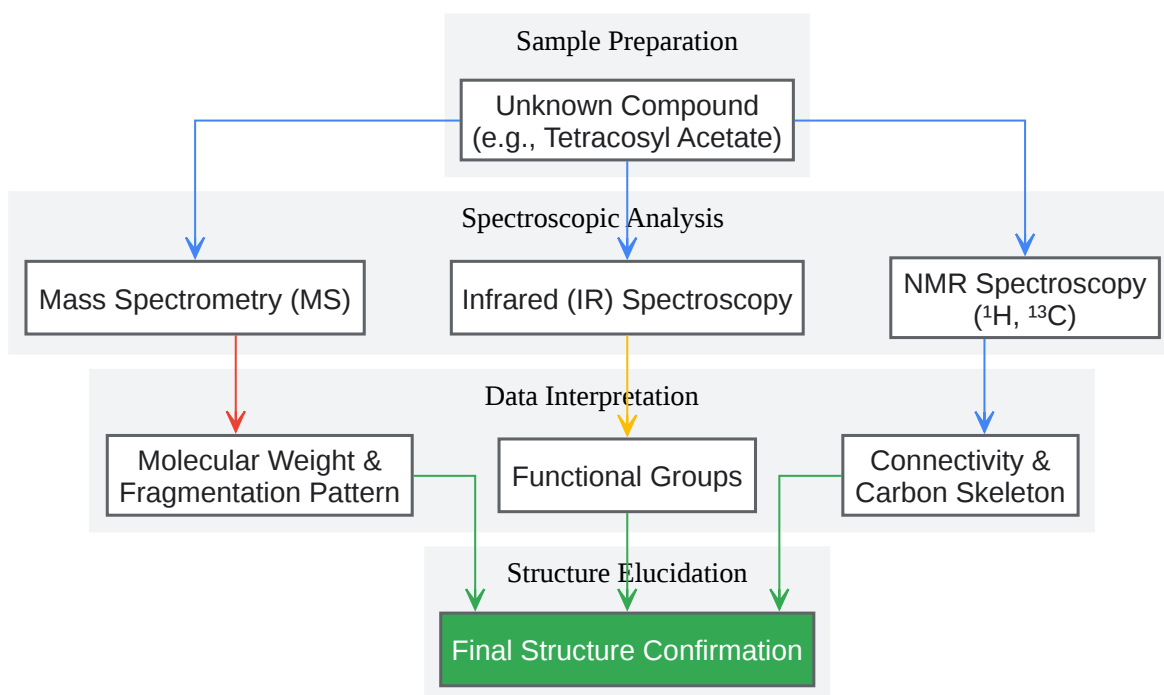 Sample Preparation
Unknown Compound
(e.g., Tetracosyl Acetate)
Spectroscopic Analysis
Mass Spectrometry (MS)
Infrared (IR) Spectroscopy
NMR Spectroscopy
(¹H, ¹³C)
Data Interpretation
Molecular Weight &
Fragmentation Pattern
Functional Groups
Connectivity &
Carbon Skeleton
Structure Elucidation
Final Structure Confirmation